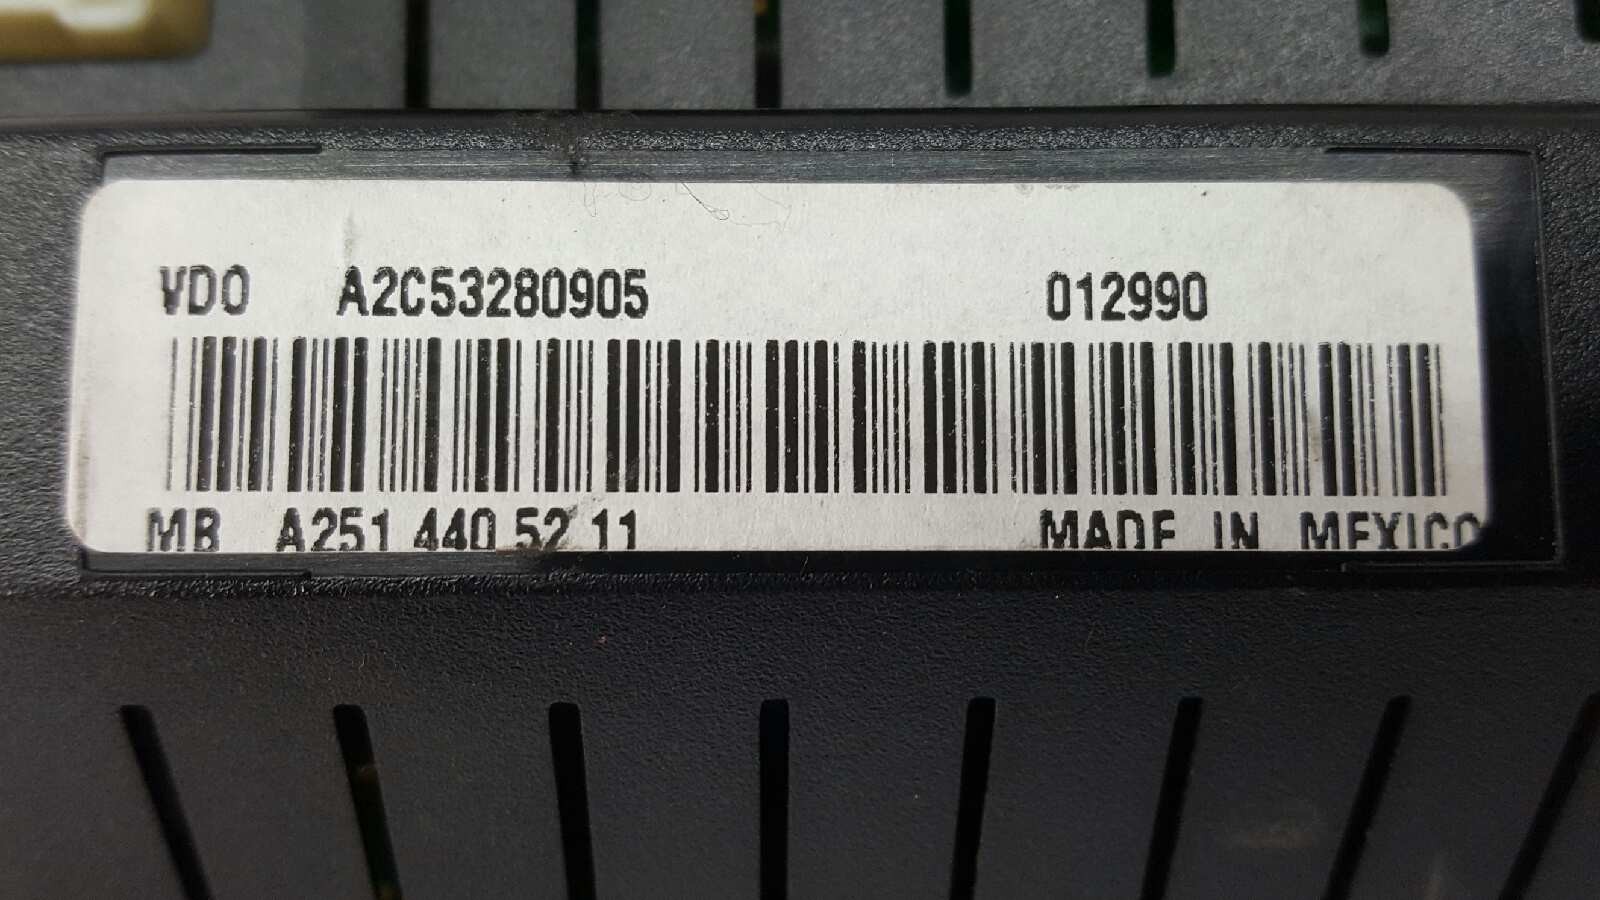 VDO A2C53280905 012990
MB A251 440 52 11 MADE IN MEXICO